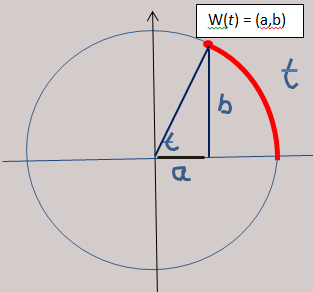 W(t) = (a,b)
t
b
t
a